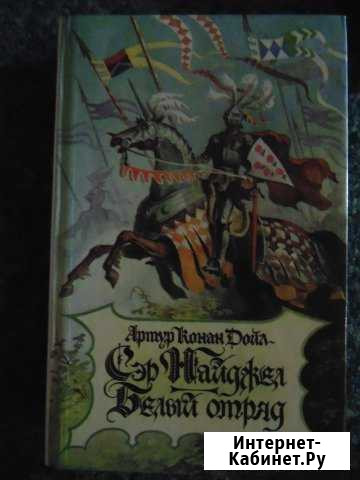 Артур Конан Дойл
Сэр Найджел
Белый отряд
Интернет-
Кабинет.Ру